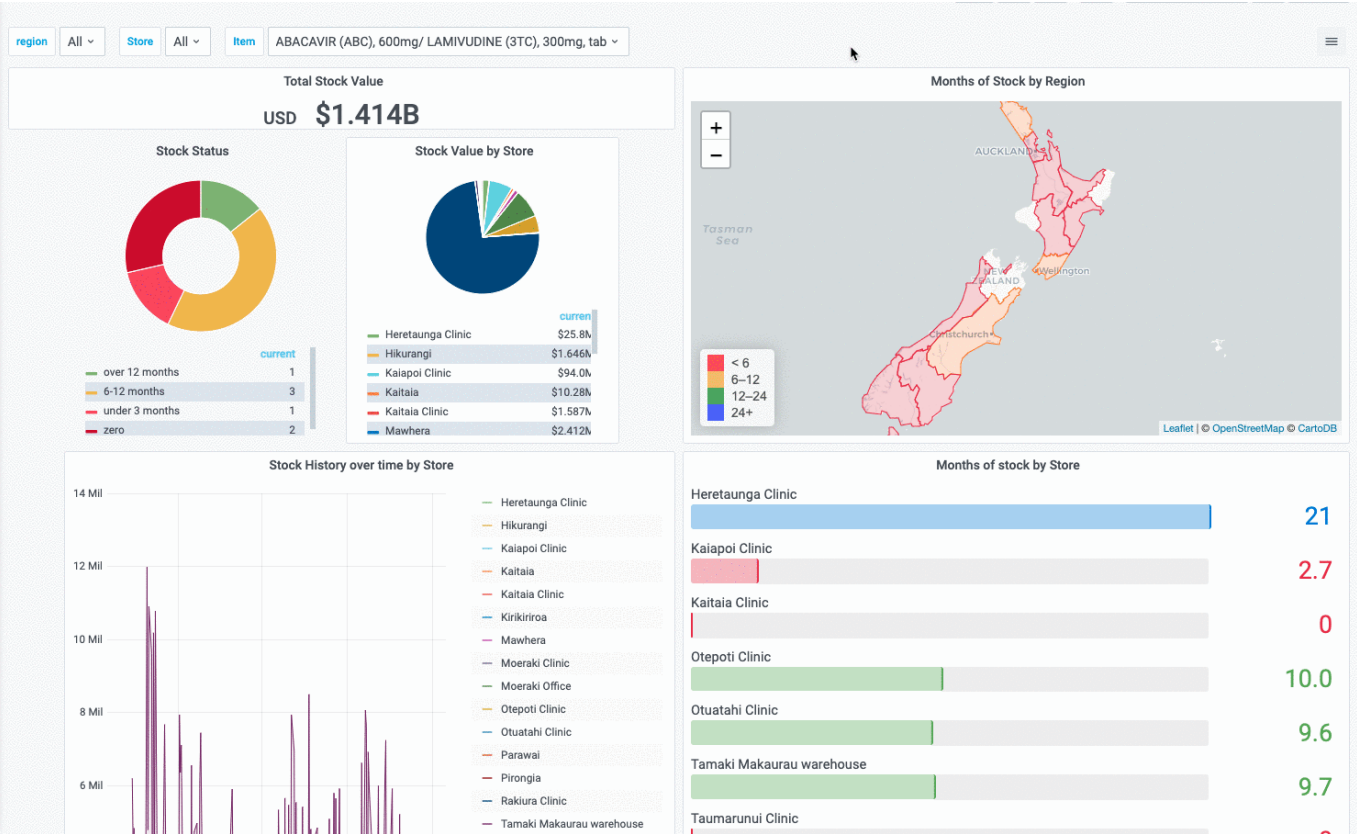 region All Store All Item ABACAVIR (ABC), 600mg/ LAMIVUDINE (3TC), 300mg, tab
Total Stock Value
USD $1.414B
Stock Status
current
over 12 months 1
6-12 months 3
under 3 months 1
zero 2
Stock Value by Store
curren
Heretaunga Clinic $25.8M
Hikurangi $1.646M
Kaiapoi Clinic $94.0M
Kaitaia $10.28M
Kaitaia Clinic $1.587M
Mawhera $2.412M
Months of Stock by Region
+
−
AUCKLAND
Tasman
Sea
NEW
ZEALAND
Wellington
Christchurch
< 6
6–12
12–24
24+
Leaflet | © OpenStreetMap © CartoDB
Stock History over time by Store
14 Mil
12 Mil
10 Mil
8 Mil
6 Mil
Heretaunga Clinic
Hikurangi
Kaiapoi Clinic
Kaitaia
Kaitaia Clinic
Kirikiriroa
Mawhera
Moeraki Clinic
Moeraki Office
Otepoti Clinic
Otuatahi Clinic
Parawai
Pirongia
Rakiura Clinic
Tamaki Makaurau warehouse
Months of stock by Store
Heretaunga Clinic
21
Kaiapoi Clinic
2.7
Kaitaia Clinic
0
Otepoti Clinic
10.0
Otuatahi Clinic
9.6
Tamaki Makaurau warehouse
9.7
Taumarunui Clinic